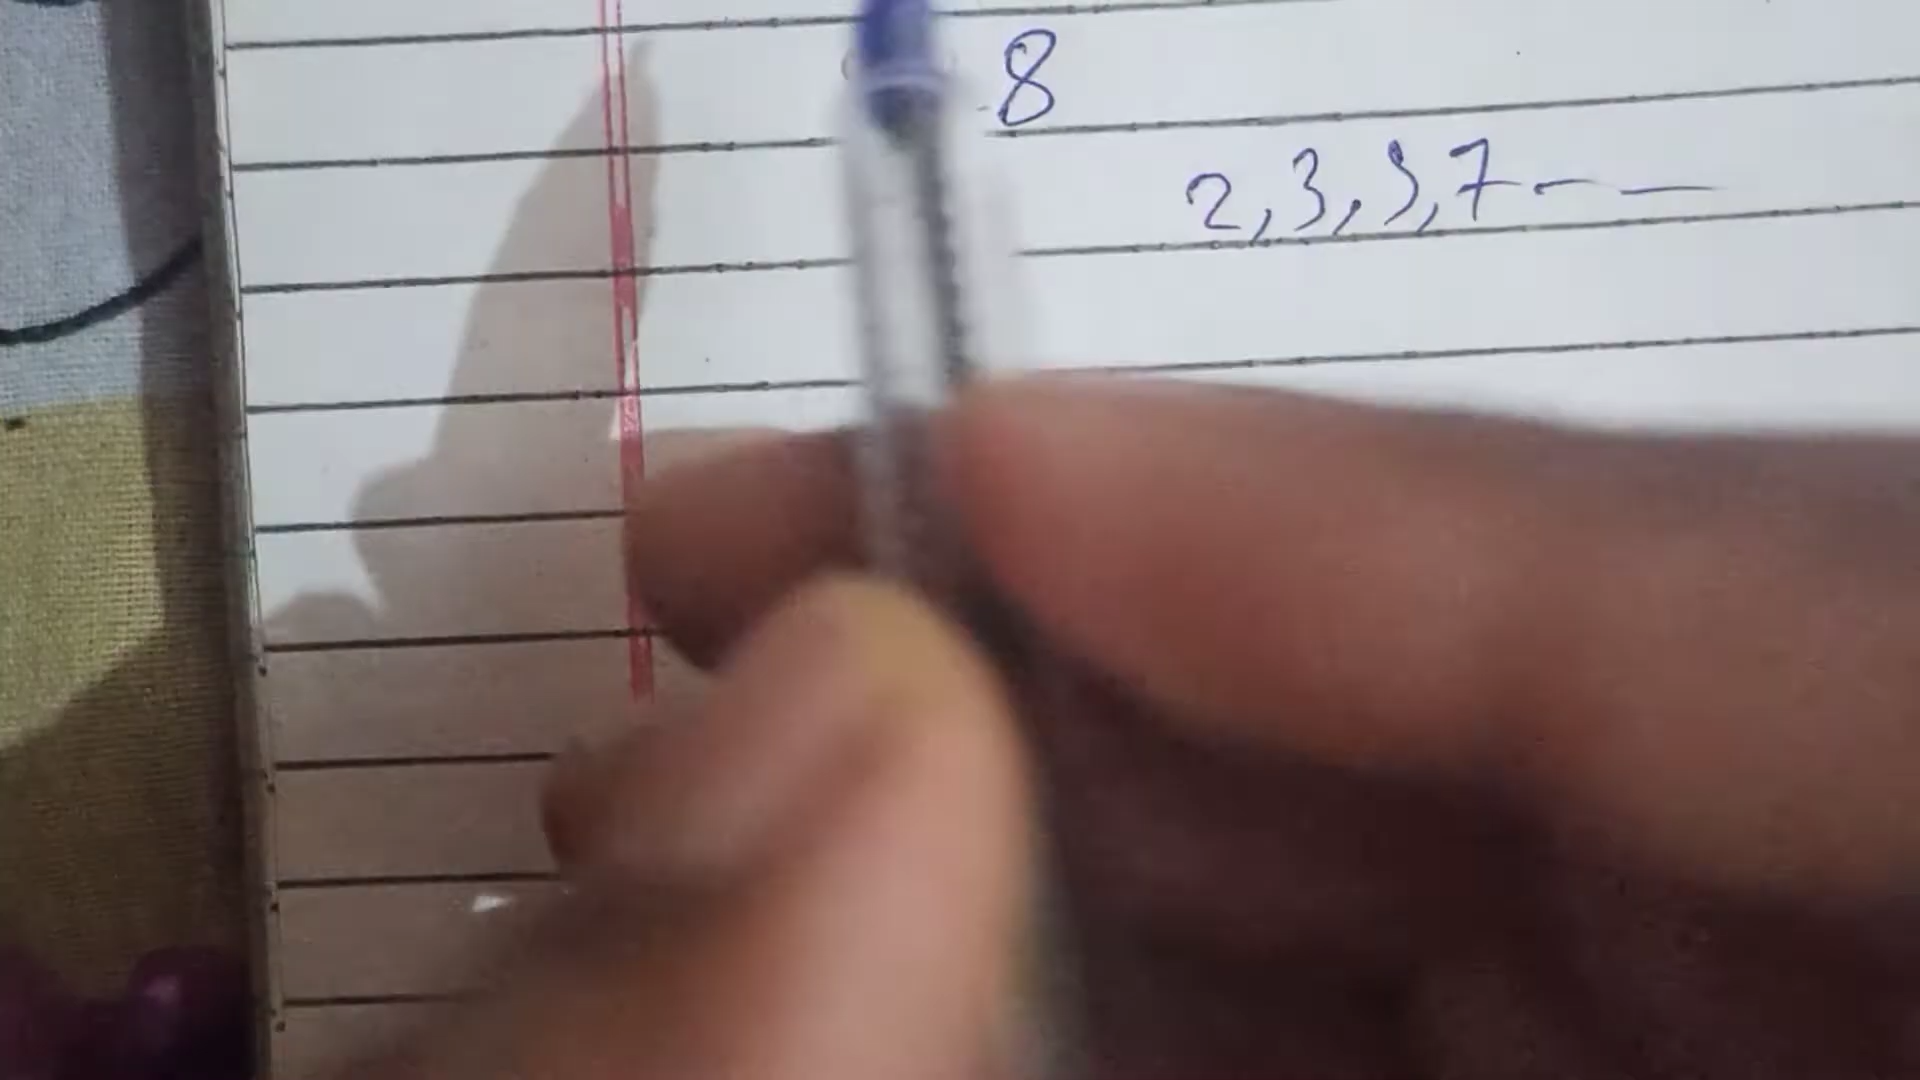 8
2,3,5,7 - —